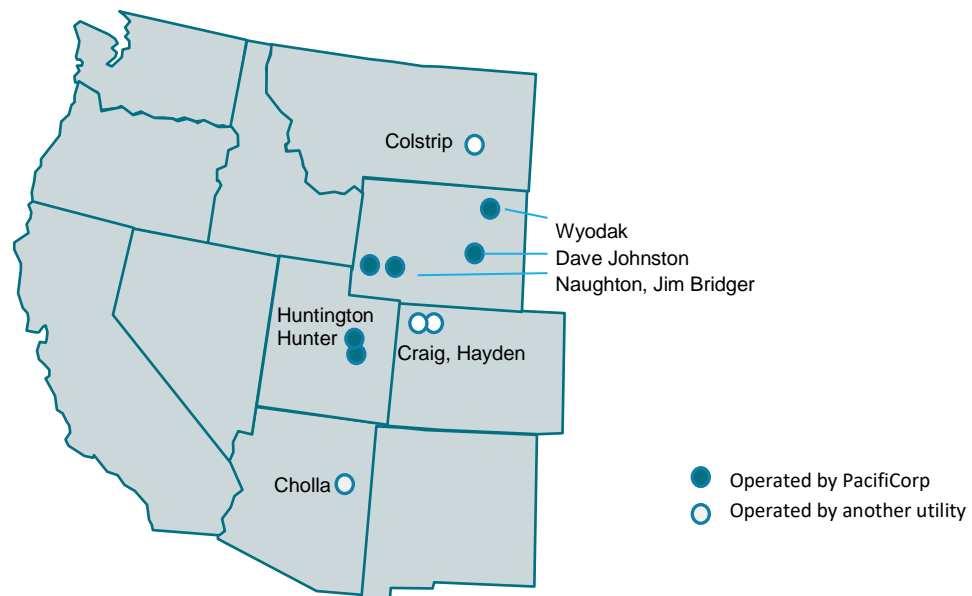 Colstrip
Wyodak
Dave Johnston
Naughton, Jim Bridger
Huntington
Hunter
Craig, Hayden
Cholla
Operated by PacifiCorp
Operated by another utility